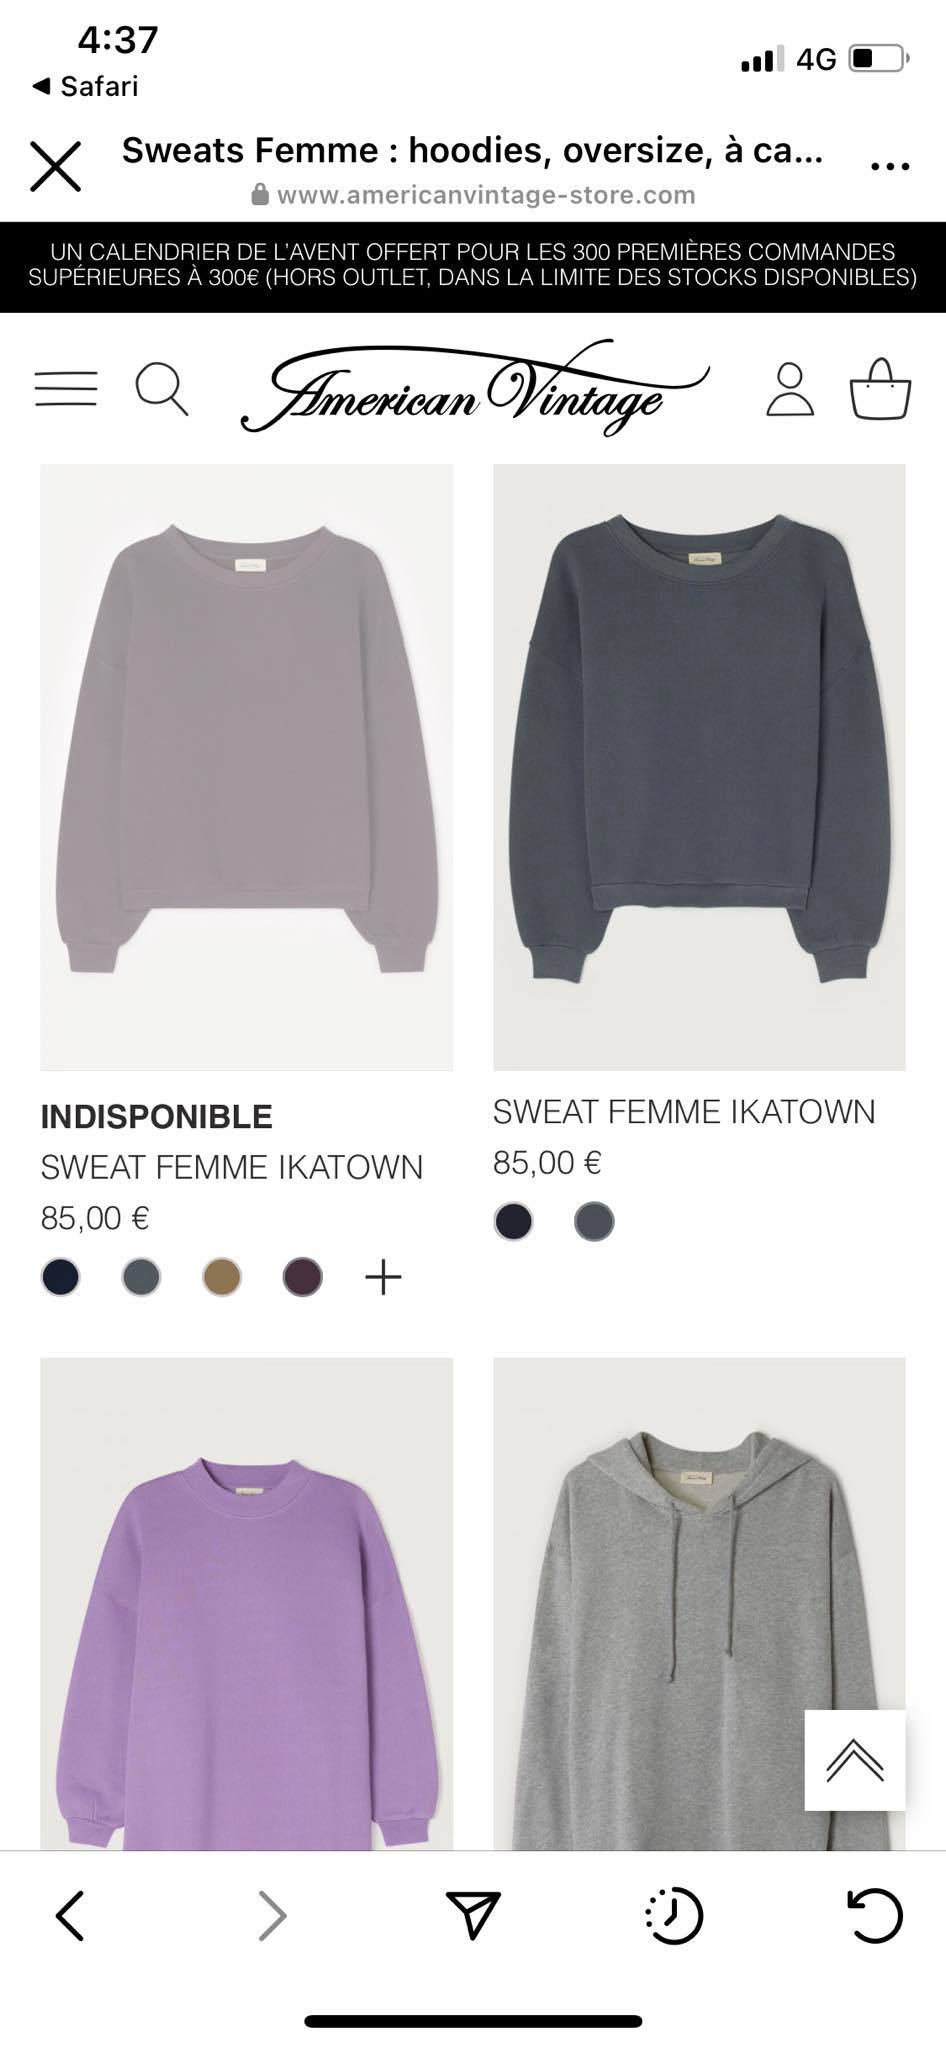 4:37
4G
Safari
Sweats Femme : hoodies, oversize, à ca...
www.americanvintage-store.com
UN CALENDRIER DE L'AVENT OFFERT POUR LES 300 PREMIÈRES COMMANDES
SUPÉRIEURES À 300€ (HORS OUTLET, DANS LA LIMITE DES STOCKS DISPONIBLES)
American Vintage
INDISPONIBLE
SWEAT FEMME IKATOWN
85,00 €
SWEAT FEMME IKATOWN
85,00 €